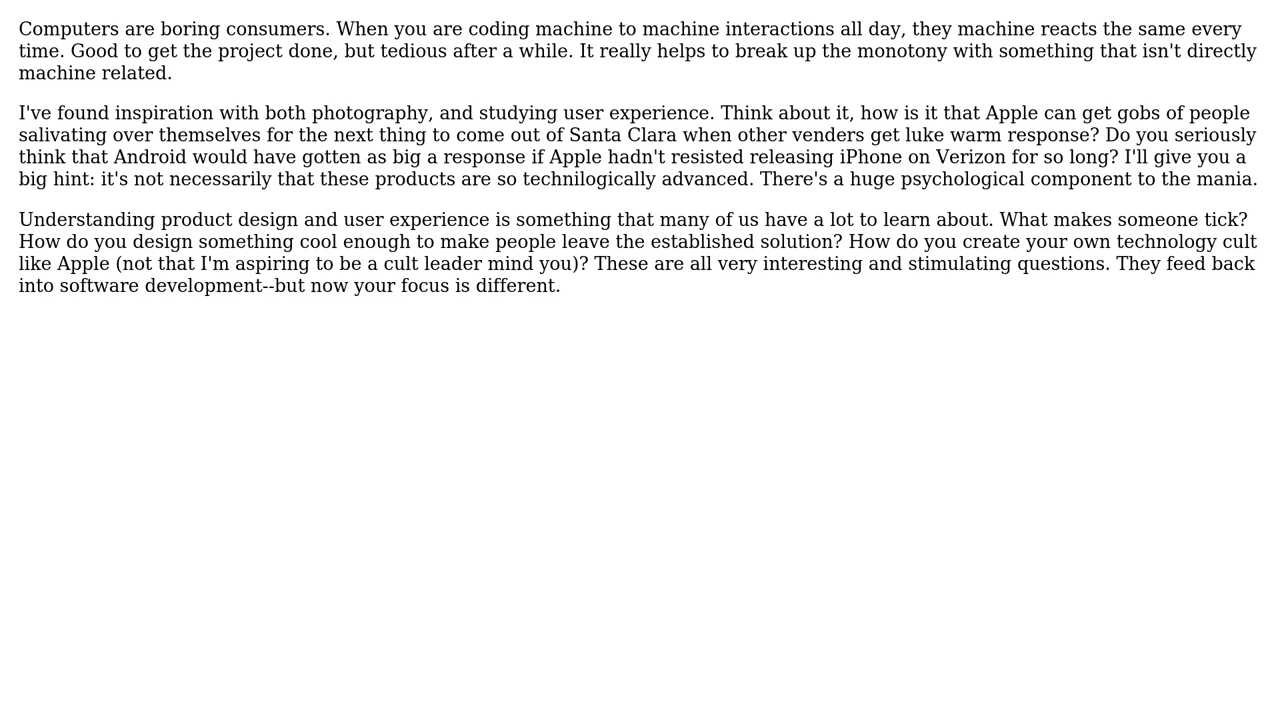 Computers are boring consumers. When you are coding machine to machine interactions all day, they machine reacts the same every
time. Good to get the project done, but tedious after a while. It really helps to break up the monotony with something that isn't directly
machine related.
I've found inspiration with both photography, and studying user experience. Think about it, how is it that Apple can get gobs of people
salivating over themselves for the next thing to come out of Santa Clara when other venders get luke warm response? Do you seriously
think that Android would have gotten as big a response if Apple hadn't resisted releasing iPhone on Verizon for so long? I'll give you a
big hint: it's not necessarily that these products are so technilogically advanced. There's a huge psychological component to the mania.
Understanding product design and user experience is something that many of us have a lot to learn about. What makes someone tick?
How do you design something cool enough to make people leave the established solution? How do you create your own technology cult
like Apple (not that I'm aspiring to be a cult leader mind you)? These are all very interesting and stimulating questions. They feed back
into software development--but now your focus is different.